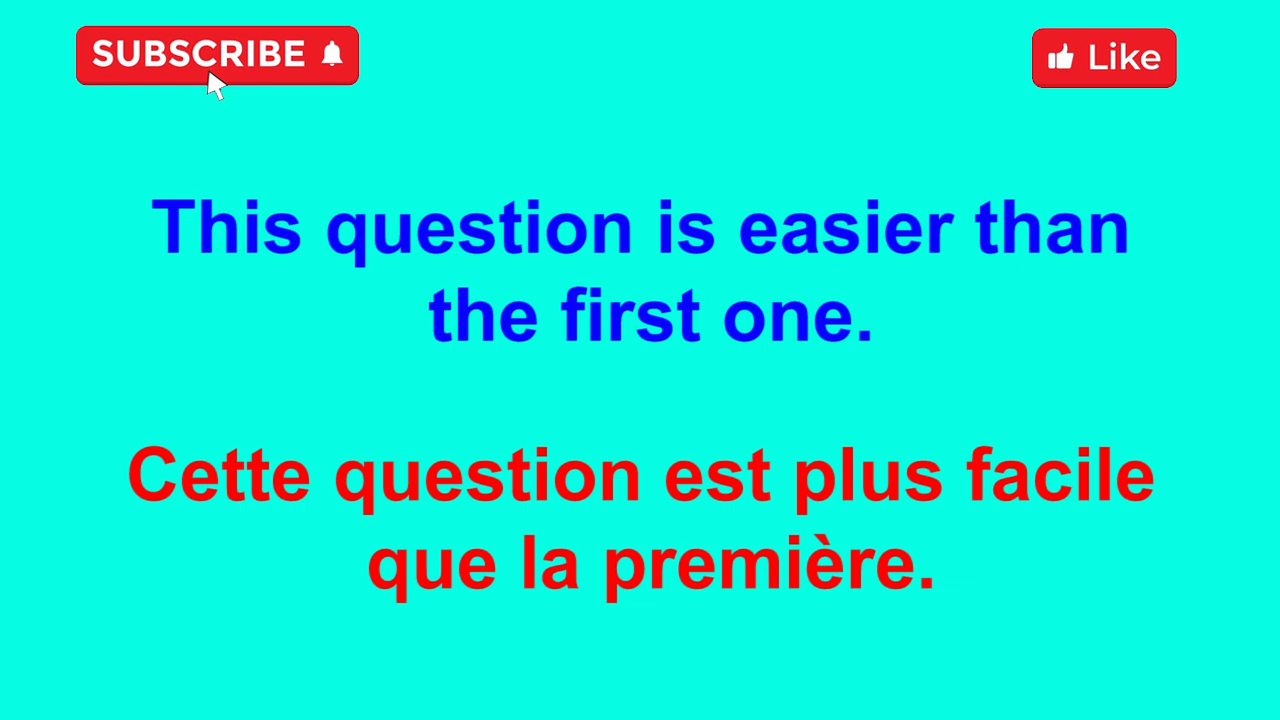 SUBSCRIBE
Like
This question is easier than
the first one.
Cette question est plus facile
que la première.